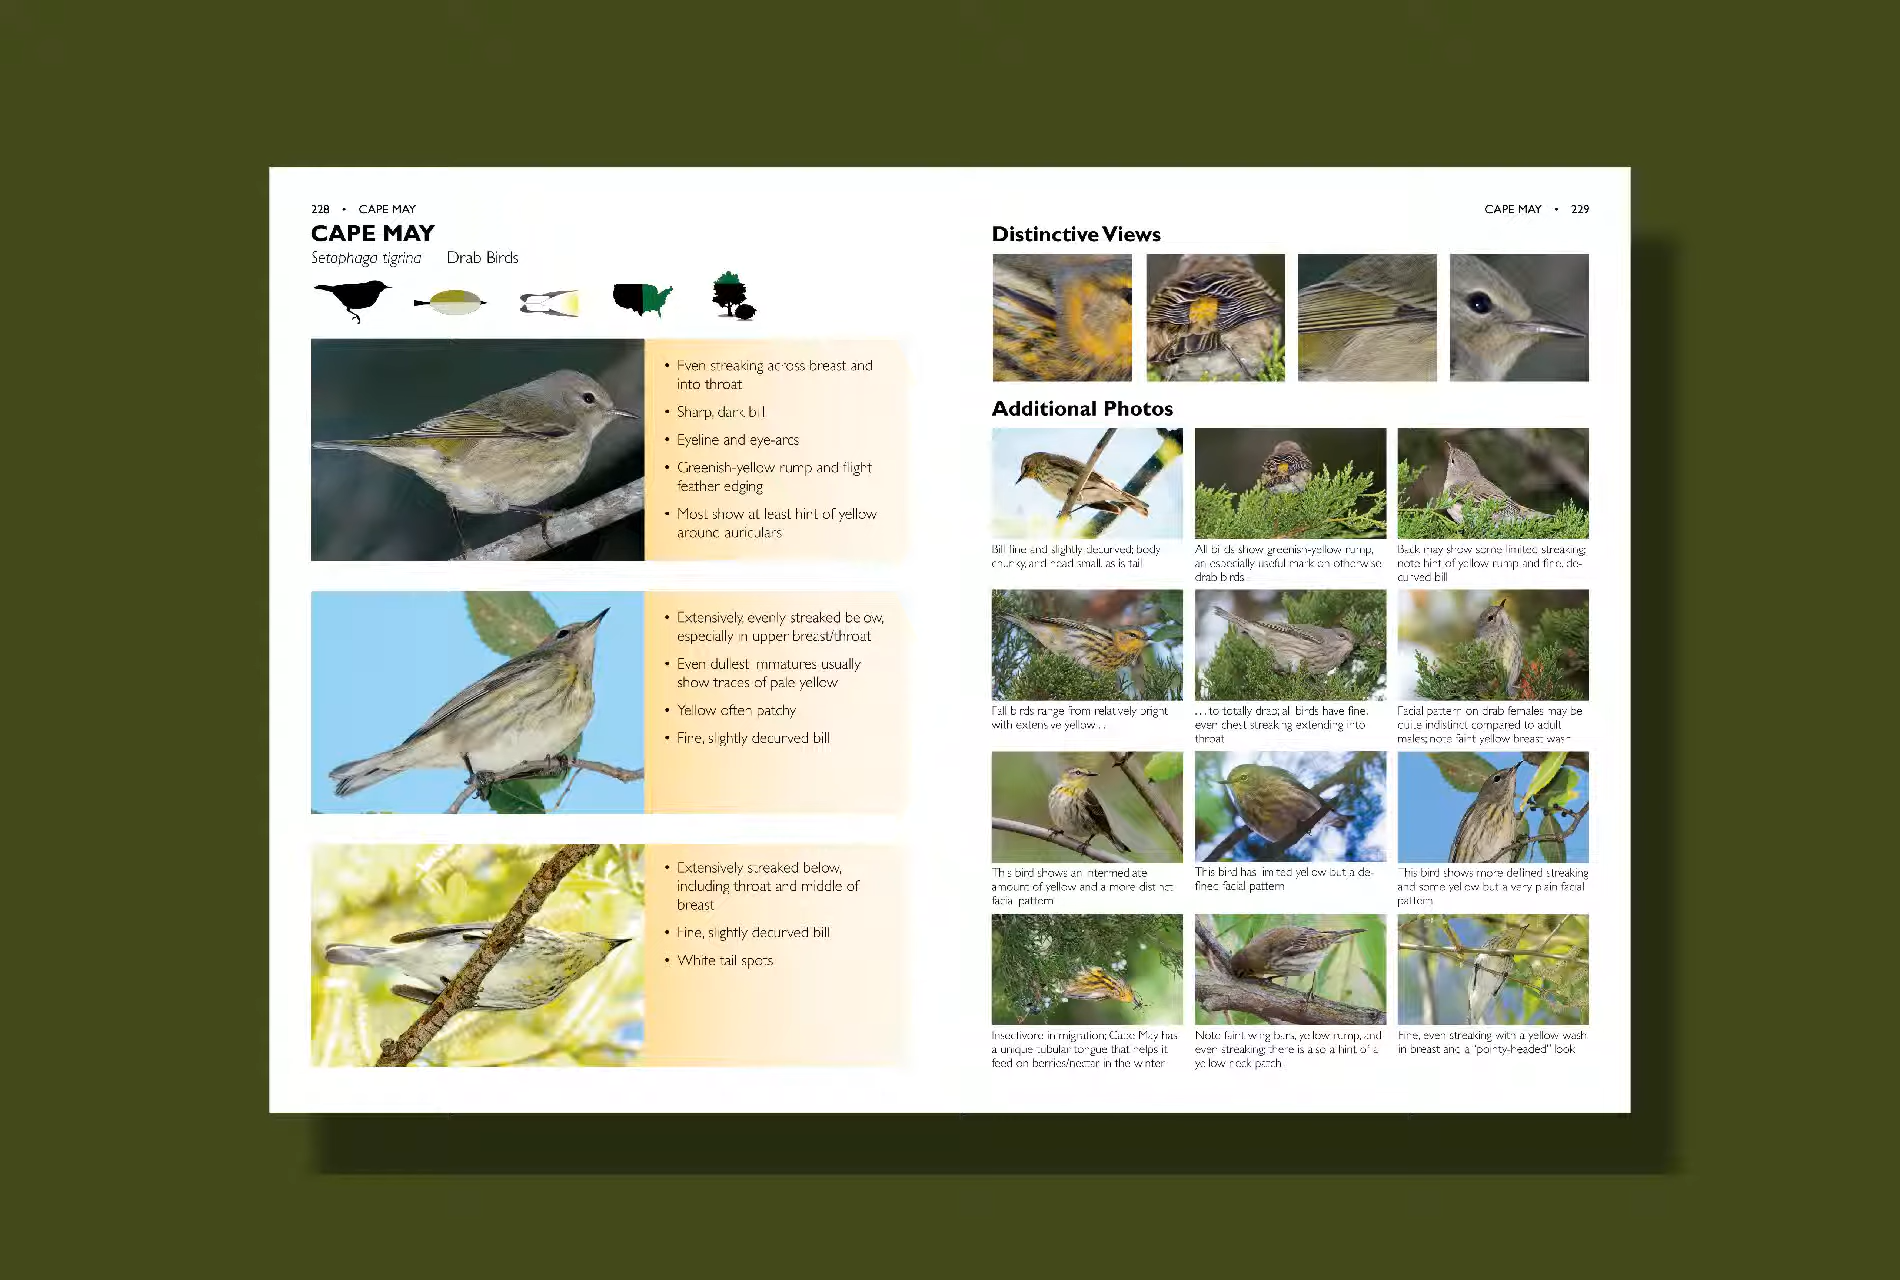 228 • CAPE MAY
CAPE MAY
Setophaga tigrina Drab Birds
• Even streaking across breast and
into throat
• Sharp, dark bill
• Eyeline and eye-arcs
• Greenish-yellow rump and flight
feather edging
• Most show at least hint of yellow
around auriculars
• Extensively, evenly streaked below,
especially in upper breast/throat
• Even dullest immatures usually
show traces of pale yellow
• Yellow often patchy
• Fine, slightly decurved bill
• Extensively streaked below,
including throat and middle of
breast
• Fine, slightly decurved bill
• White tail spots
CAPE MAY • 229
Distinctive Views
Additional Photos
Bill fine and slightly decurved; body
chunky, and head small, as is tail
All birds show greenish-yellow rump,
an especially useful mark on otherwise
drab birds
Back may show some limited streaking;
note hint of yellow rump and fine, de-
curved bill
Fall birds range from relatively bright
with extensive yellow . . .
. . . to totally drab; all birds have fine,
even chest streaking extending into
throat
Facial pattern on drab females may be
quite indistinct compared to adult
males; note faint yellow breast wash
This bird shows an intermediate
amount of yellow and a more distinct
facial pattern
This bird has limited yellow but a de-
fined facial pattern
This bird shows more defined streaking
and some yellow but a very plain facial
pattern
Insectivore in migration; Cape May has
a unique tubular tongue that helps it
feed on berries/nectar in the winter
Note faint wing bars, yellow rump, and
even streaking; there is also a hint of a
yellow neck patch
Fine, even streaking with a yellow wash
in breast and a "pointy-headed" look